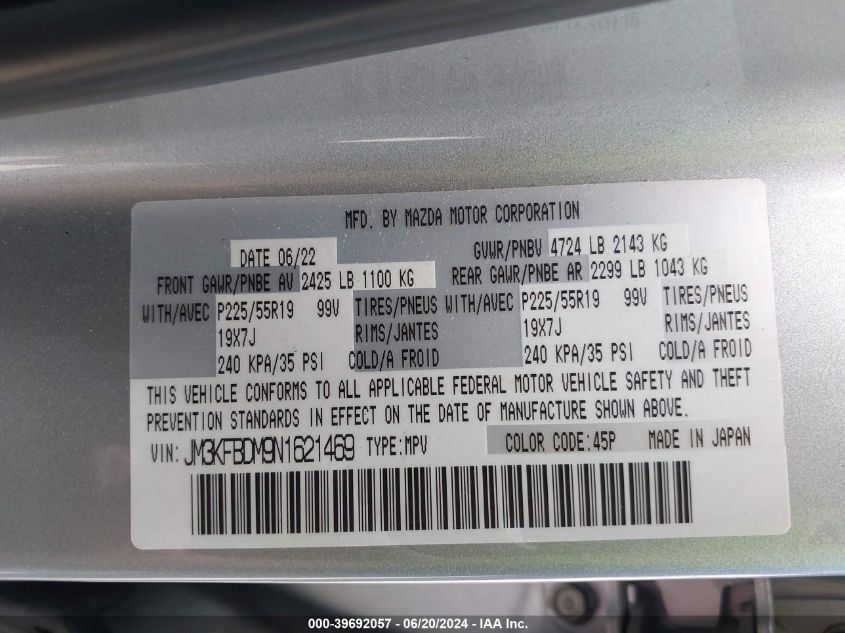 MFD. BY MAZDA MOTOR CORPORATION
DATE 06/22 GVWR/PNBV 4724 LB 2143 KG
FRONT GAWR/PNBE AV 2425 LB 1100 KG REAR GAWR/PNBE AR 2299 LB 1043 KG
WITH/AVEC P225/55R19 99V TIRES/PNEUS WITH/AVEC P225/55R19 99V TIRES/PNEUS
19X7J RIMS/JANTES 19X7J RIMS/JANTES
240 KPA/35 PSI COLD/A FROID 240 KPA/35 PSI COLD/A FROID
THIS VEHICLE CONFORMS TO ALL APPLICABLE FEDERAL MOTOR VEHICLE SAFETY AND THEFT
PREVENTION STANDARDS IN EFFECT ON THE DATE OF MANUFACTURE SHOWN ABOVE.
VIN: JM3KFBDM9N1621469 TYPE:MPV COLOR CODE:45P MADE IN JAPAN
000-39692057 - 06/20/2024 - IAA Inc.